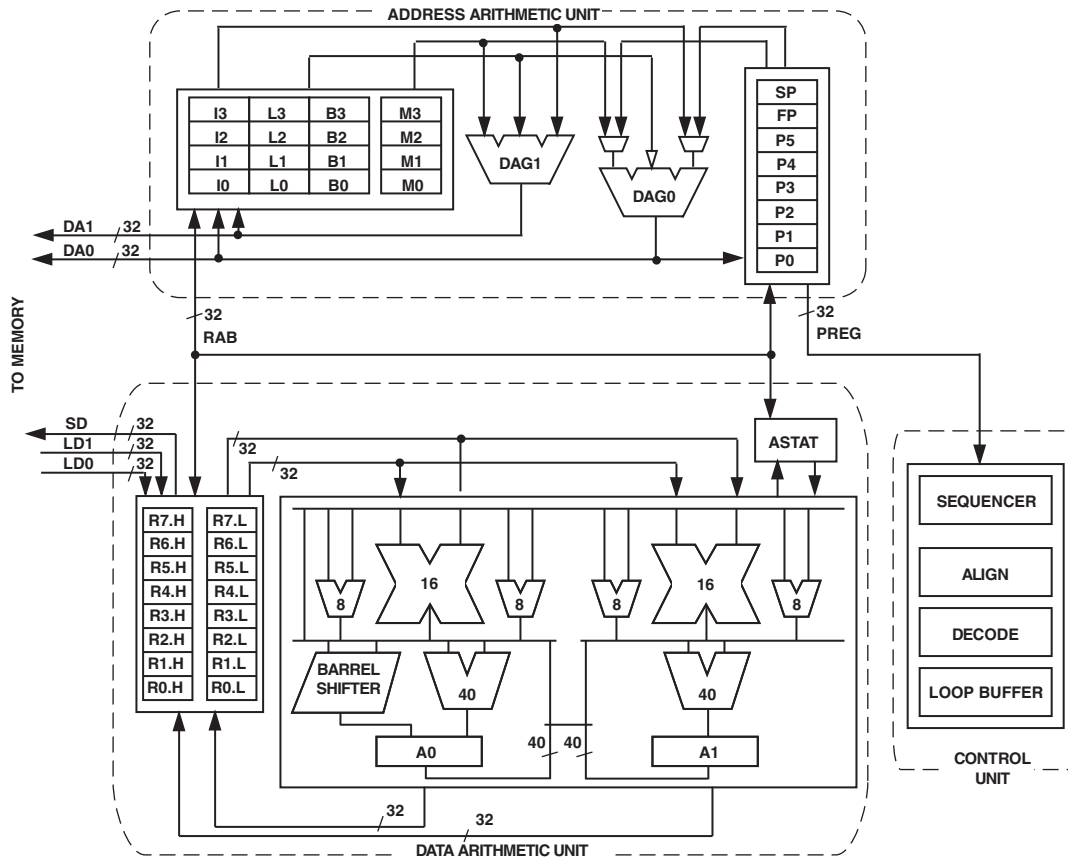 ADDRESS ARITHMETIC UNIT
I3 L3 B3 M3
I2 L2 B2 M2
I1 L1 B1 M1
I0 L0 B0 M0
DAG1
DAG0
SP
FP
P5
P4
P3
P2
P1
P0
DA1 32
DA0 32
32
RAB
32
PREG
TO MEMORY
SD 32
LD1 32
LD0 32
32
32
ASTAT
R7.H R7.L
R6.H R6.L
R5.H R5.L
R4.H R4.L
R3.H R3.L
R2.H R2.L
R1.H R1.L
R0.H R0.L
8 16 8 8 16 8
BARREL
SHIFTER
40 40
40 40
A0 A1
32
32
DATA ARITHMETIC UNIT
SEQUENCER
ALIGN
DECODE
LOOP BUFFER
CONTROL
UNIT